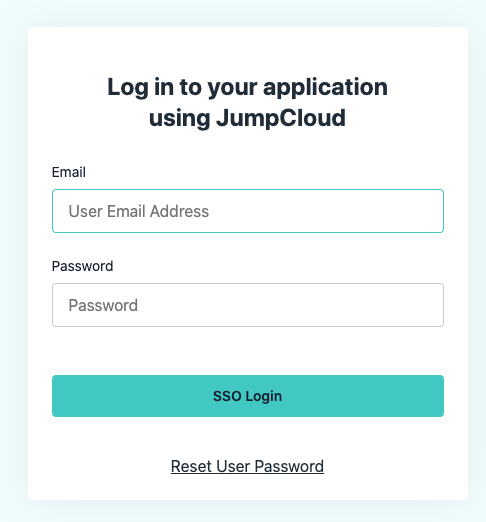 Log in to your application
using JumpCloud
Email
User Email Address
Password
Password
SSO Login
Reset User Password